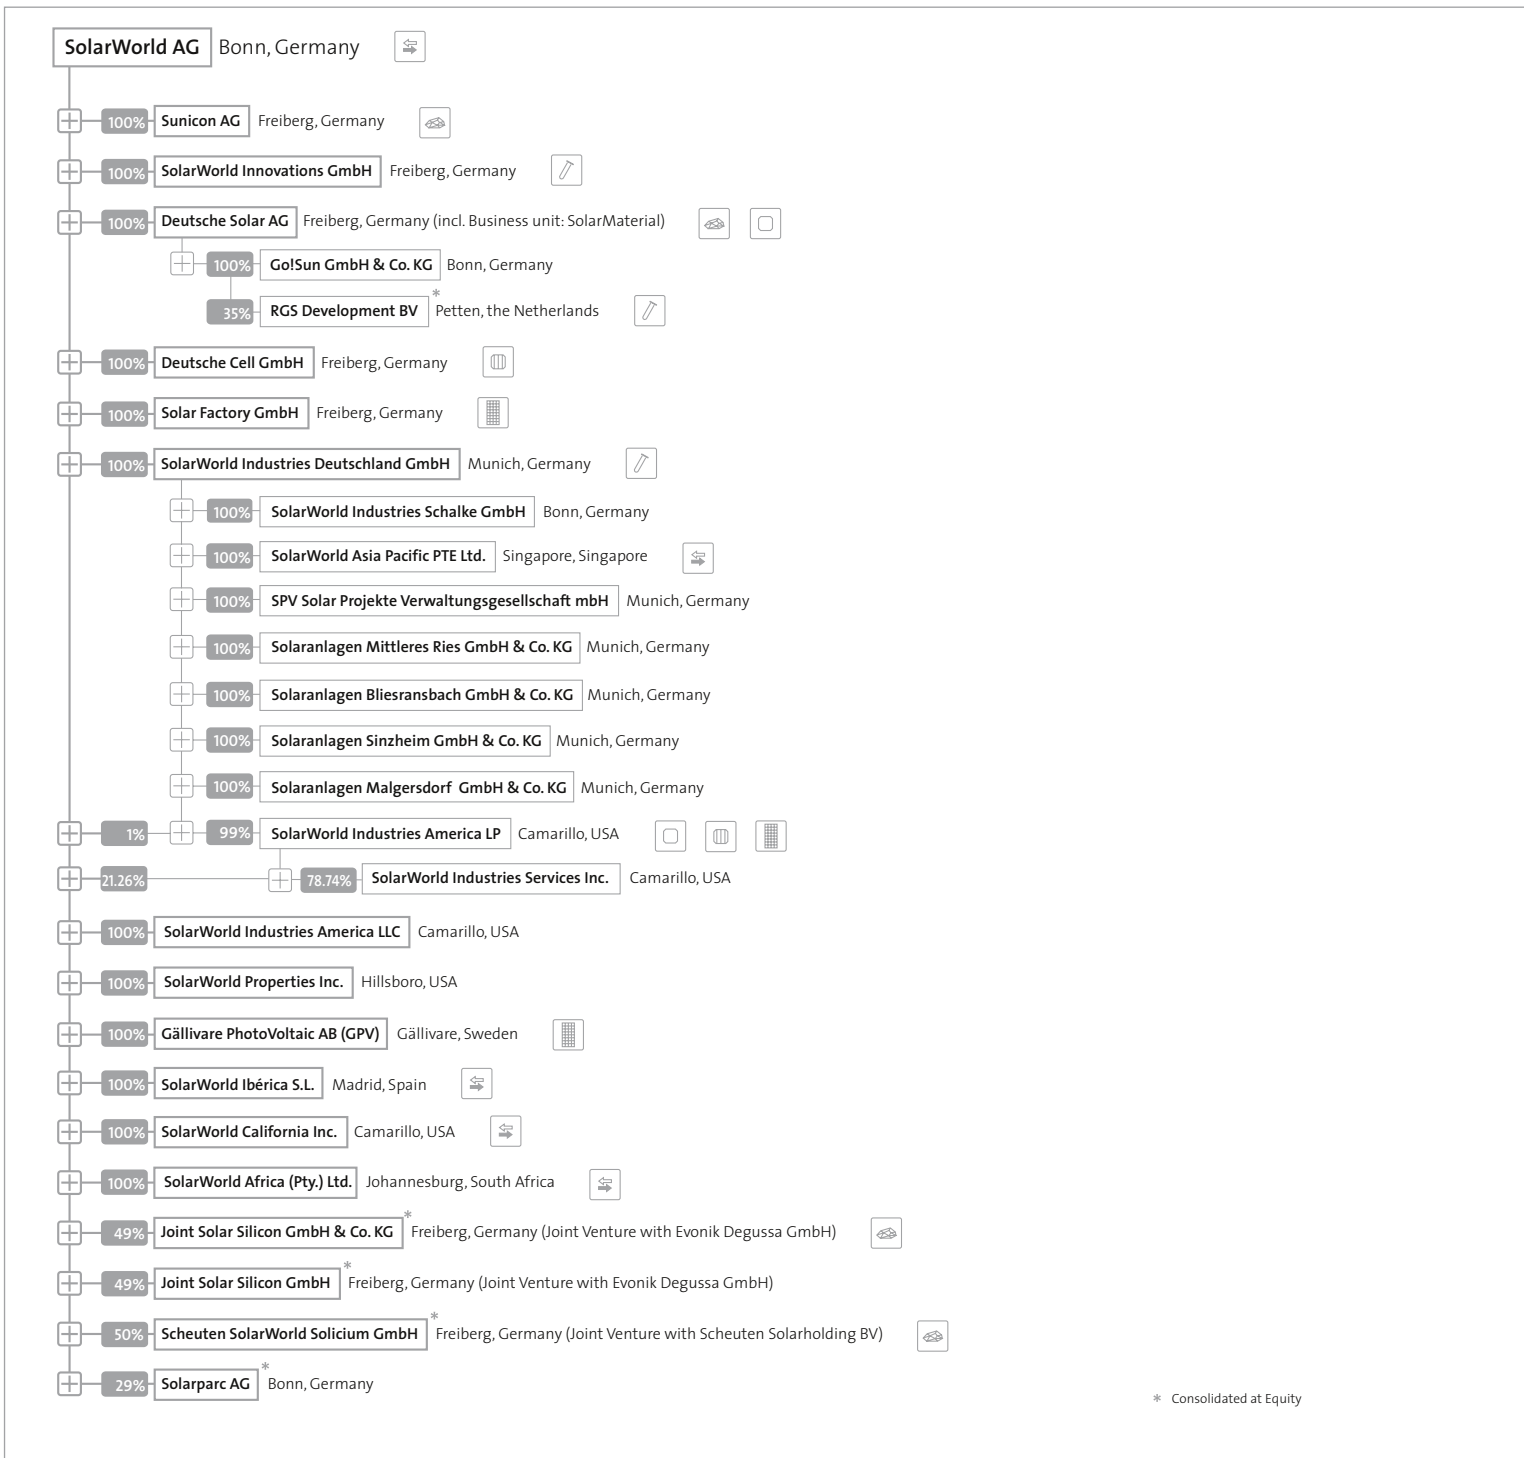 SolarWorld AG Bonn, Germany
100% Sunicon AG Freiberg, Germany
100% SolarWorld Innovations GmbH Freiberg, Germany
100% Deutsche Solar AG Freiberg, Germany (incl. Business unit: SolarMaterial)
100% Go!Sun GmbH & Co. KG Bonn, Germany
35% RGS Development BV * Petten, the Netherlands
100% Deutsche Cell GmbH Freiberg, Germany
100% Solar Factory GmbH Freiberg, Germany
100% SolarWorld Industries Deutschland GmbH Munich, Germany
100% SolarWorld Industries Schalke GmbH Bonn, Germany
100% SolarWorld Asia Pacific PTE Ltd. Singapore, Singapore
100% SPV Solar Projekte Verwaltungsgesellschaft mbH Munich, Germany
100% Solaranlagen Mittleres Ries GmbH & Co. KG Munich, Germany
100% Solaranlagen Bliesransbach GmbH & Co. KG Munich, Germany
100% Solaranlagen Sinzheim GmbH & Co. KG Munich, Germany
100% Solaranlagen Malgersdorf GmbH & Co. KG Munich, Germany
1% 99% SolarWorld Industries America LP Camarillo, USA
21.26% 78.74% SolarWorld Industries Services Inc. Camarillo, USA
100% SolarWorld Industries America LLC Camarillo, USA
100% SolarWorld Properties Inc. Hillsboro, USA
100% Gällivare PhotoVoltaic AB (GPV) Gällivare, Sweden
100% SolarWorld Ibérica S.L. Madrid, Spain
100% SolarWorld California Inc. Camarillo, USA
100% SolarWorld Africa (Pty.) Ltd. Johannesburg, South Africa
49% Joint Solar Silicon GmbH & Co. KG * Freiberg, Germany (Joint Venture with Evonik Degussa GmbH)
49% Joint Solar Silicon GmbH * Freiberg, Germany (Joint Venture with Evonik Degussa GmbH)
50% Scheuten SolarWorld Solicium GmbH * Freiberg, Germany (Joint Venture with Scheuten Solarholding BV)
29% Solarparc AG * Bonn, Germany
* Consolidated at Equity